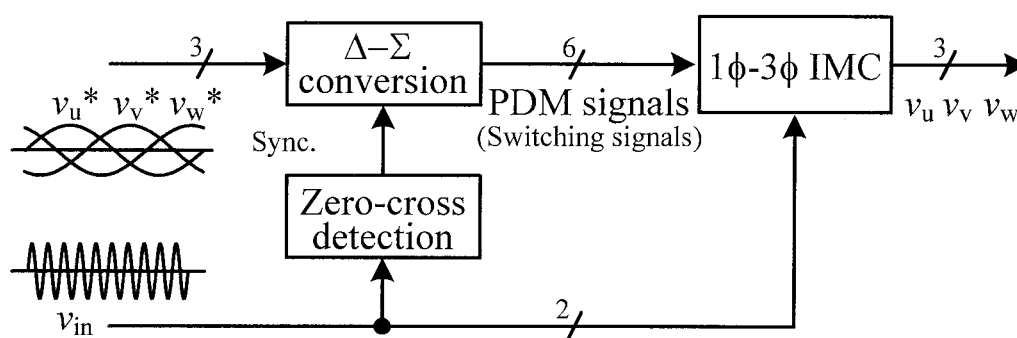 3
Δ–Σ
conversion
6
1ϕ-3ϕ IMC
3
v_u* v_v* v_w*
PDM signals
(Switching signals)
v_u v_v v_w
Sync.
Zero-cross
detection
v_in
2